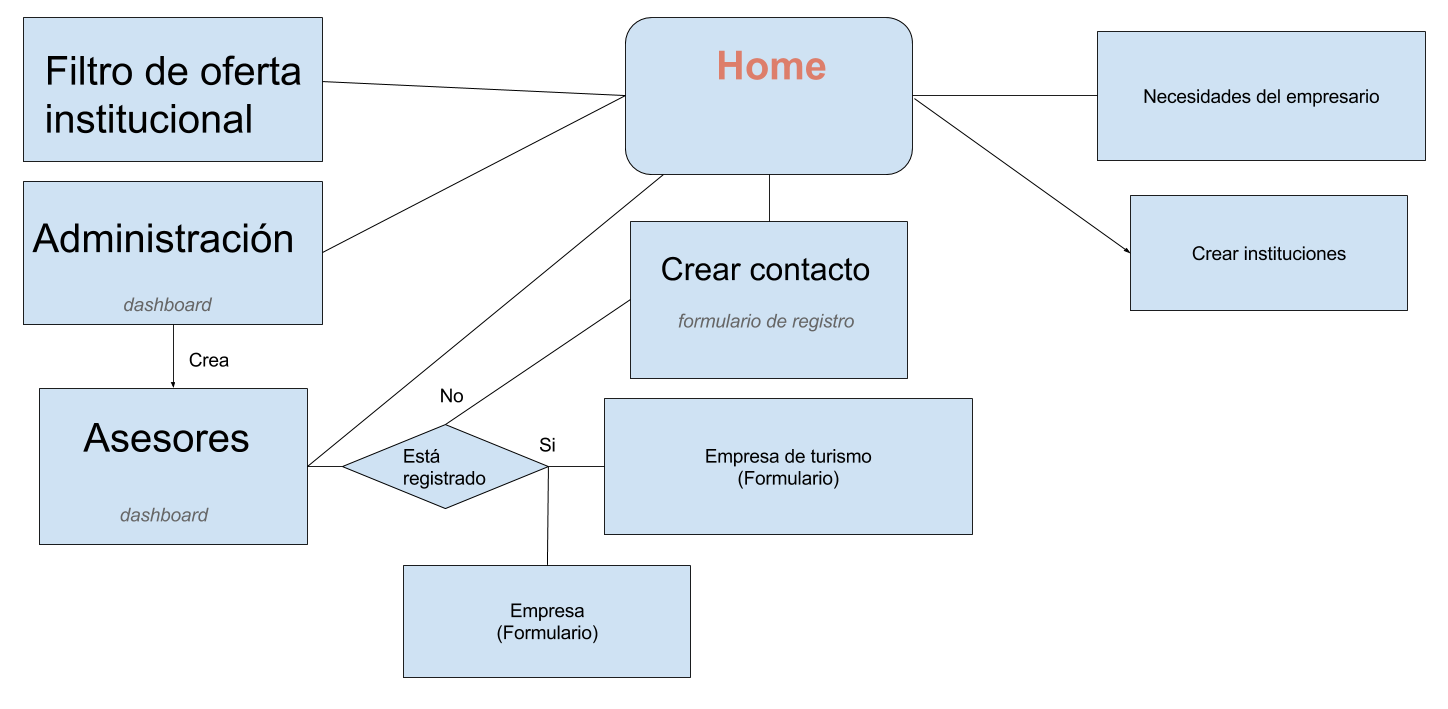 Filtro de oferta
institucional
Home
Necesidades del empresario
Administración
dashboard
Crear contacto
formulario de registro
Crear instituciones
Crea
Asesores
dashboard
No
Está
registrado
Si
Empresa de turismo
(Formulario)
Empresa
(Formulario)